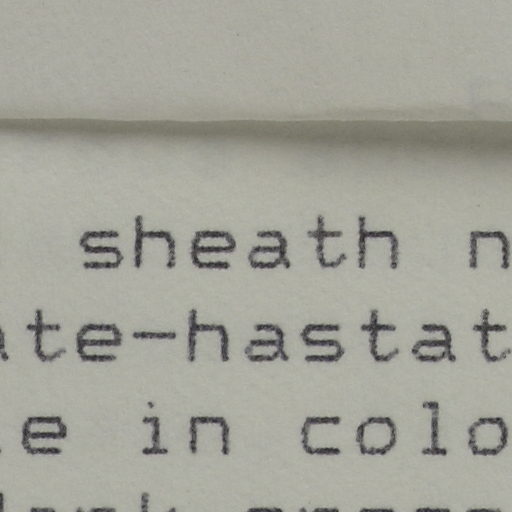 sheath n
ate-hastat
e in colo